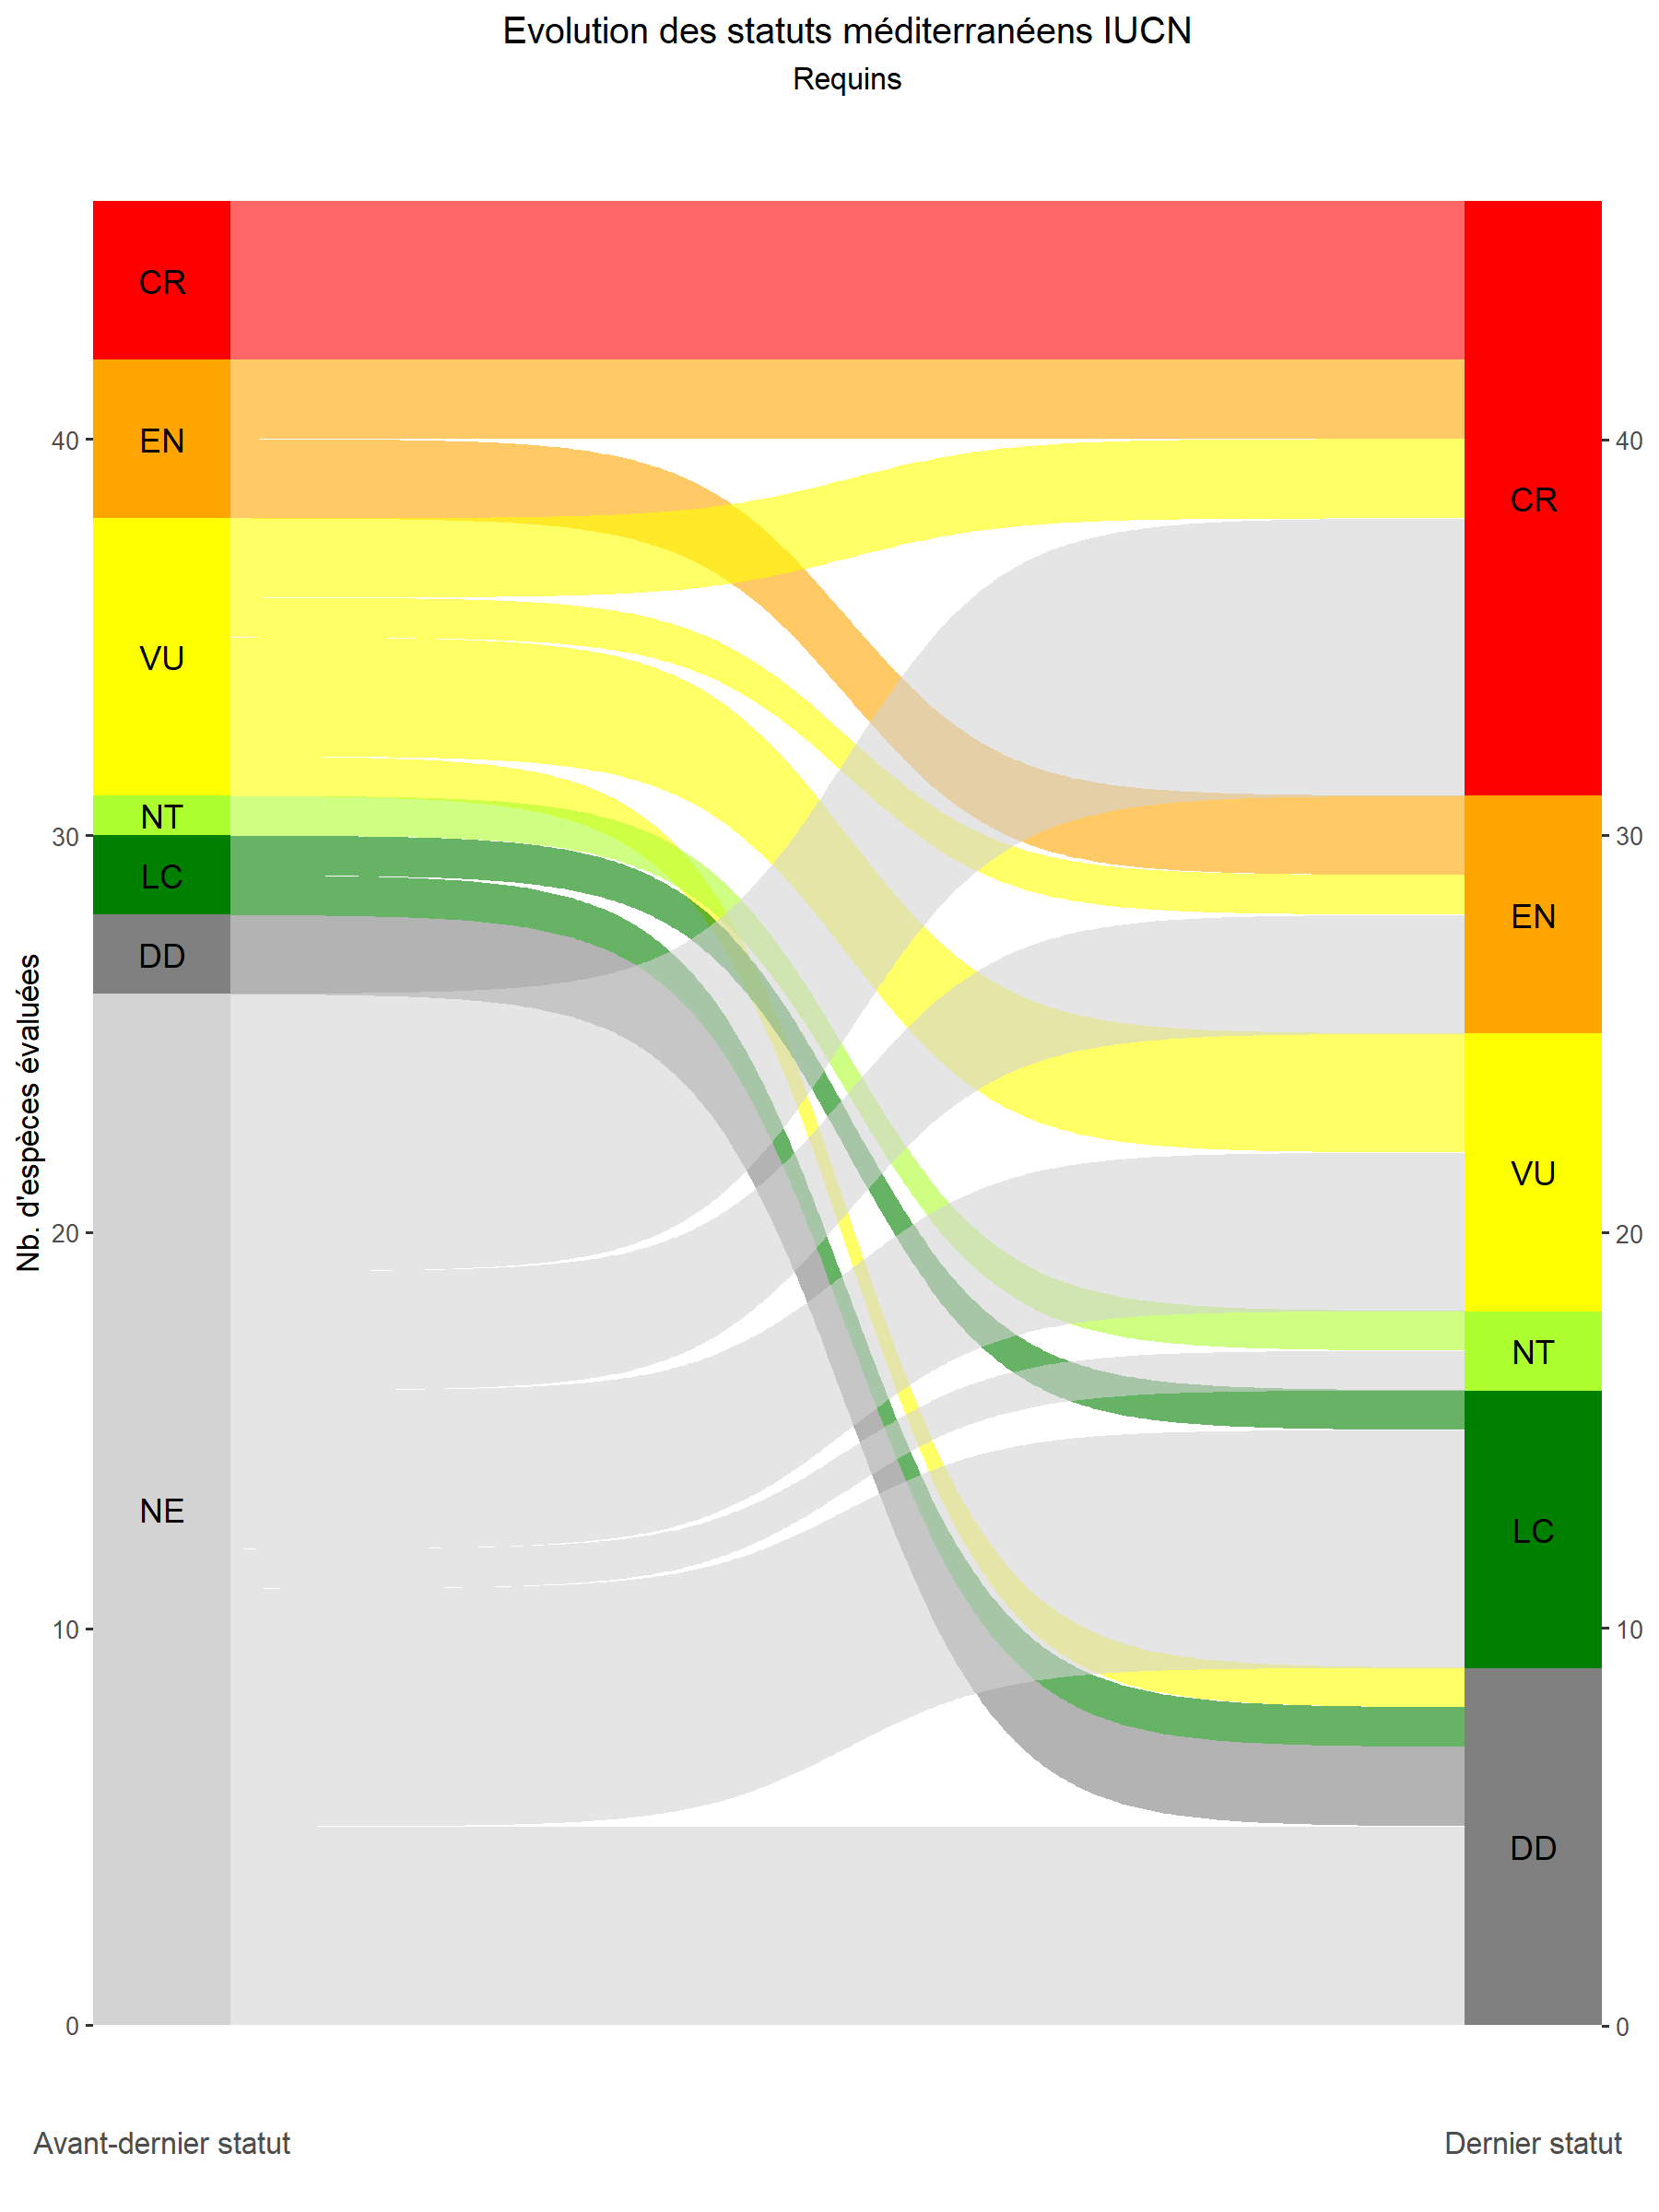 Evolution des statuts méditerranéens IUCN
Requins
Nb. d'espèces évaluées
40
30
20
10
0
CR
EN
VU
NT
LC
DD
NE
CR
EN
VU
NT
LC
DD
40
30
20
10
0
Avant-dernier statut
Dernier statut